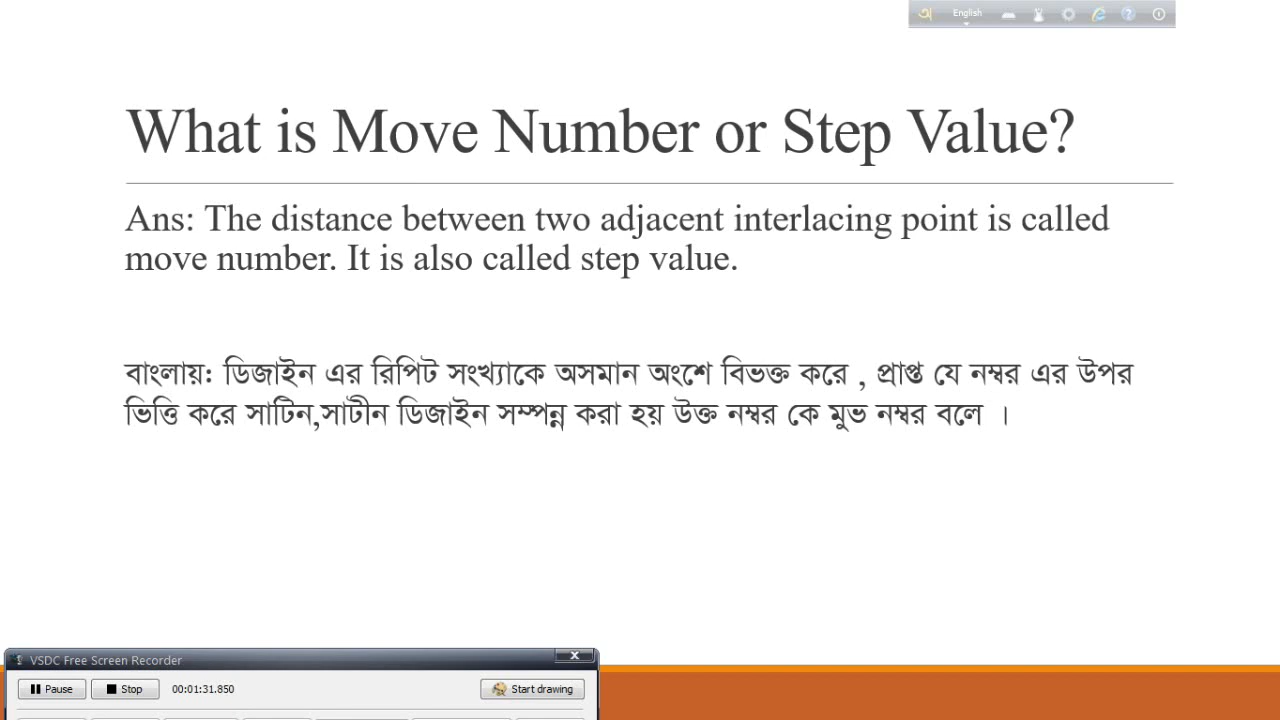 অ English
What is Move Number or Step Value?
Ans: The distance between two adjacent interlacing point is called
move number. It is also called step value.
বাংলায়: ডিজাইন এর রিপিট সংখ্যাকে অসমান অংশে বিভক্ত করে , প্রাপ্ত যে নম্বর এর উপর
ভিত্তি করে সাটিন,সাটীন ডিজাইন সম্পন্ন করা হয় উক্ত নম্বর কে মুভ নম্বর বলে ।
VSDC Free Screen Recorder
Pause Stop 00:01:31.850 Start drawing